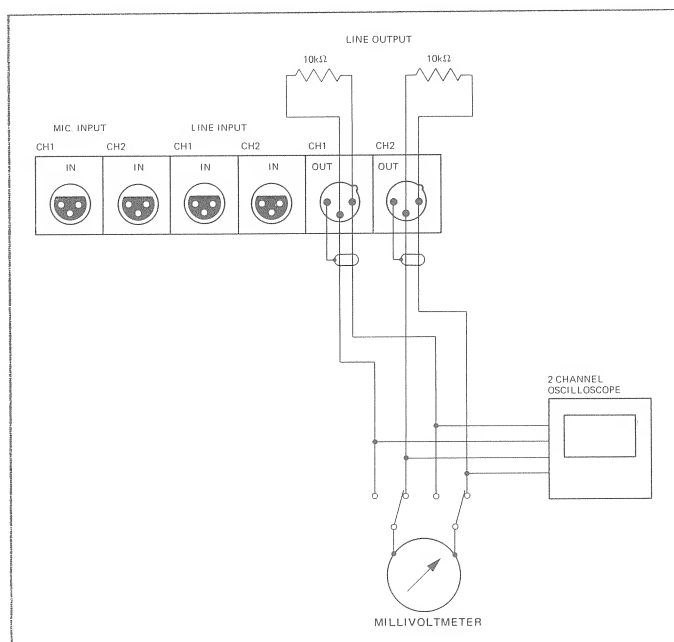 LINE OUTPUT
10kΩ
10kΩ
MIC. INPUT
LINE INPUT
CH1
CH2
CH1
CH2
CH1
CH2
IN
IN
IN
IN
OUT
OUT
2 CHANNEL
OSCILLOSCOPE
MILLIVOLTMETER